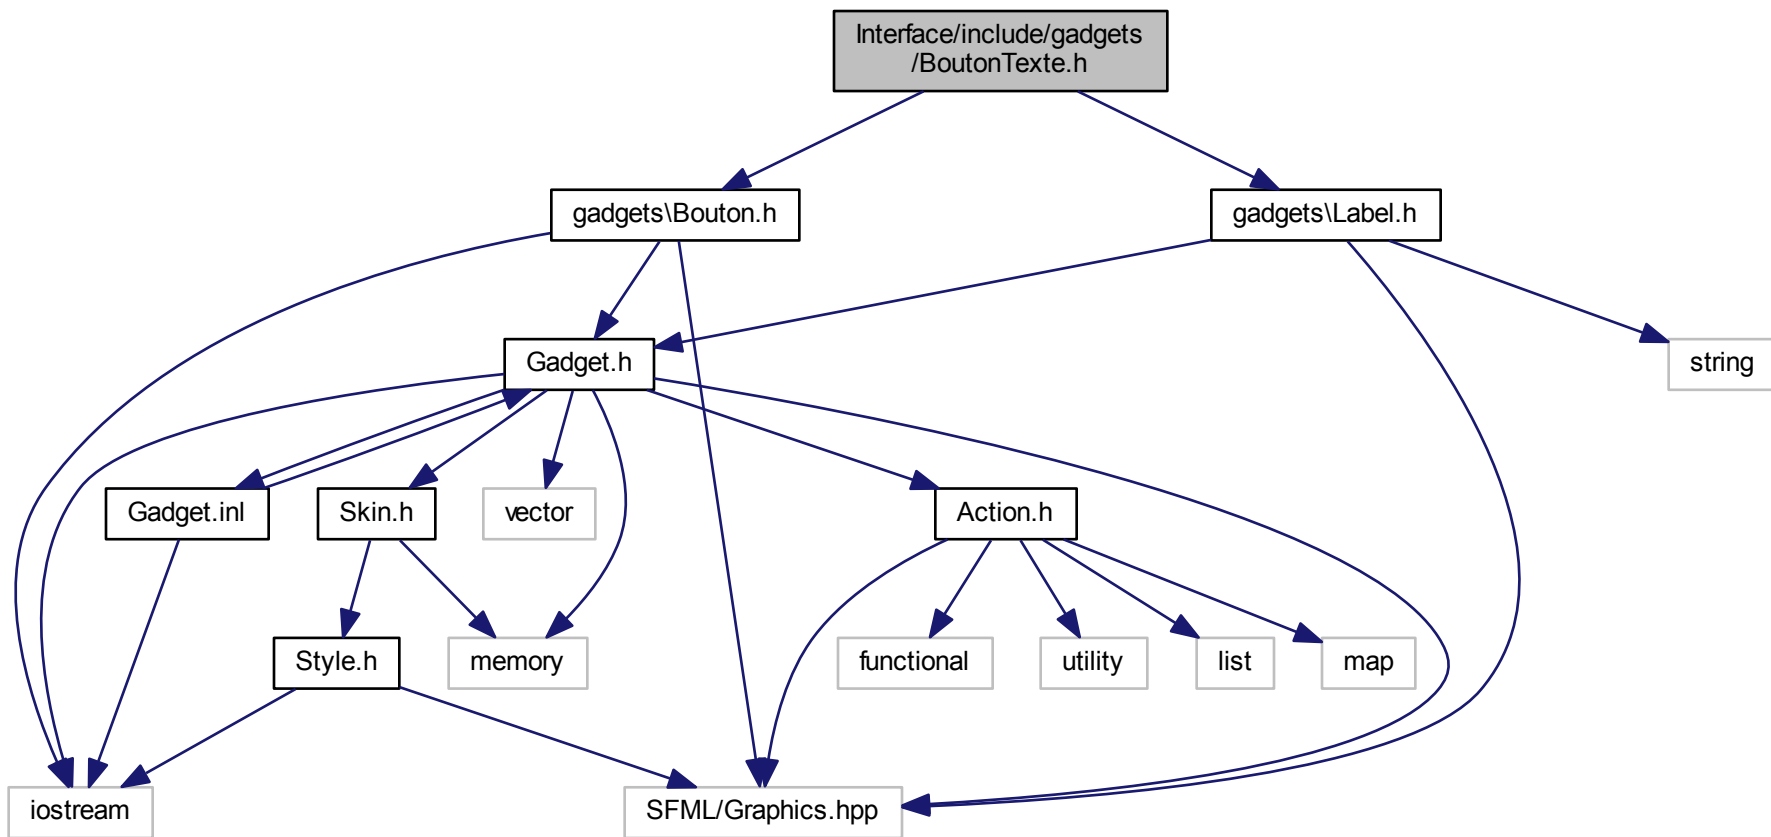 Interface/include/gadgets
/BoutonTexte.h
gadgets\Bouton.h
gadgets\Label.h
Gadget.h
string
Gadget.inl
Skin.h
vector
Action.h
Style.h
memory
functional
utility
list
map
iostream
SFML/Graphics.hpp